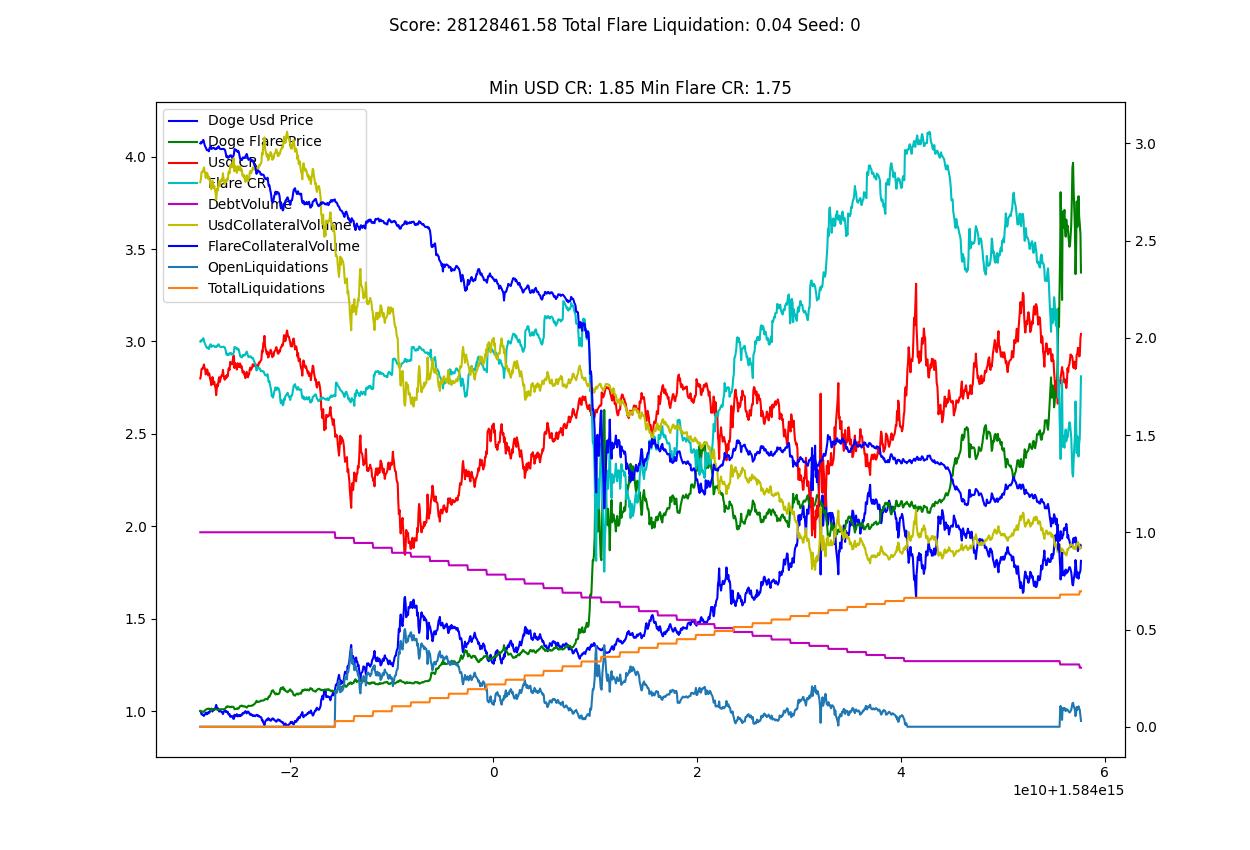 Score: 28128461.58 Total Flare Liquidation: 0.04 Seed: 0
Min USD CR: 1.85 Min Flare CR: 1.75
Doge Usd Price
Doge Flare Price
Usd CR
Flare CR
DebtVolume
UsdCollateralVolume
FlareCollateralVolume
OpenLiquidations
TotalLiquidations
4.0
3.5
3.0
2.5
2.0
1.5
1.0
3.0
2.5
2.0
1.5
1.0
0.5
0.0
−2 0 2 4 6
1e10+1.584e15